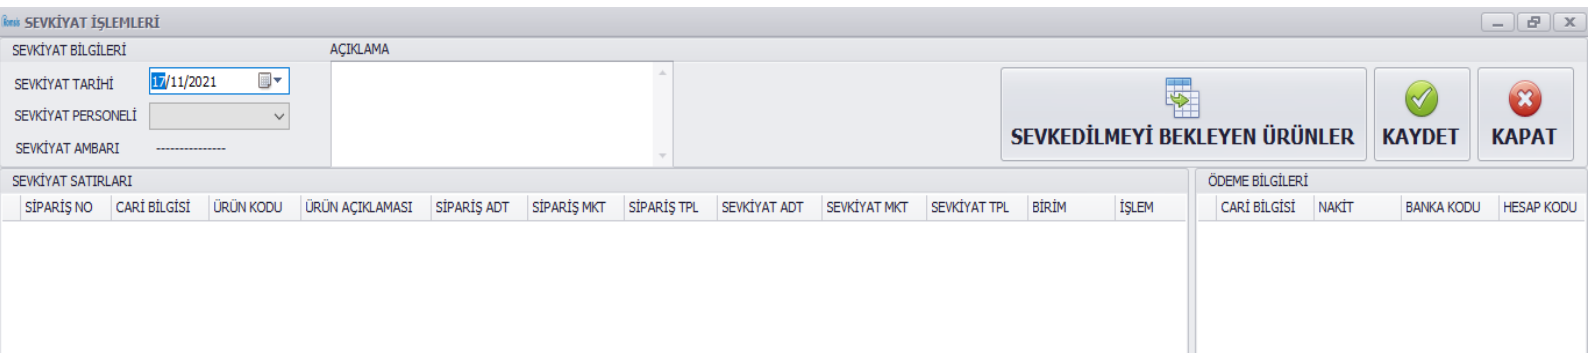 SEVKİYAT İŞLEMLERİ
SEVKİYAT BİLGİLERİ
AÇIKLAMA
SEVKİYAT TARİHİ 17/11/2021
SEVKİYAT PERSONELİ
SEVKİYAT AMBARI ---------------
SEVKEDİLMEYİ BEKLEYEN ÜRÜNLER
KAYDET
KAPAT
SEVKİYAT SATIRLARI
SİPARİŞ NO CARİ BİLGİSİ ÜRÜN KODU ÜRÜN AÇIKLAMASI SİPARİŞ ADT SİPARİŞ MKT SİPARİŞ TPL SEVKİYAT ADT SEVKİYAT MKT SEVKİYAT TPL BİRİM İŞLEM
ÖDEME BİLGİLERİ
CARİ BİLGİSİ NAKİT BANKA KODU HESAP KODU